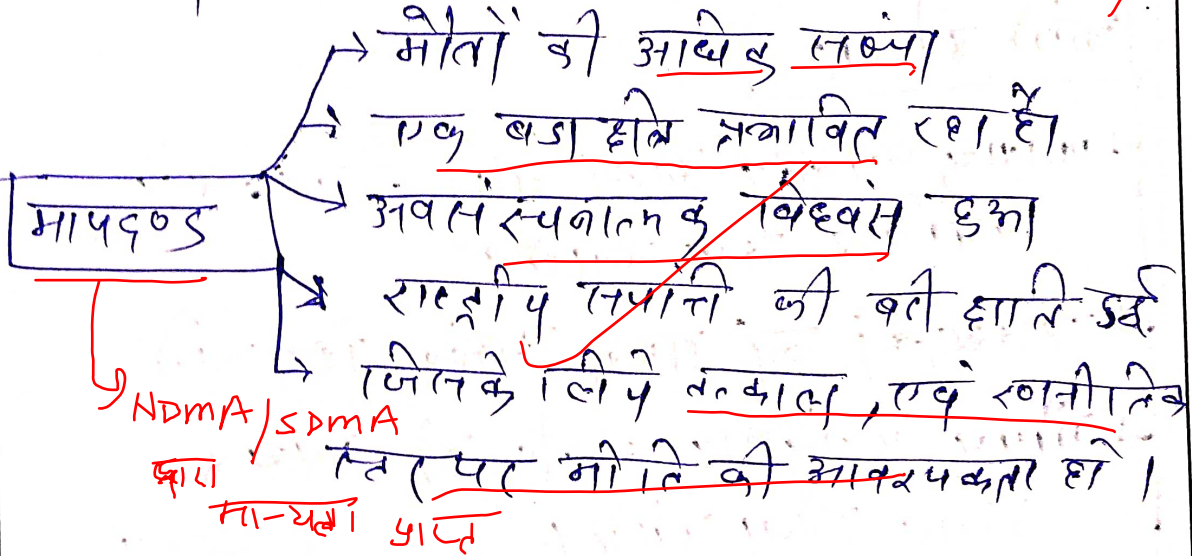 मौतों की अधिक संख्या
एक बडा क्षेत्र प्रभावित रहा है।
मापदण्ड
अवसंरचनात्मक विध्वंस हुआ
राष्ट्रीय संपत्ति की बडी क्षति हुई
जिसके लिये तत्काल, एवं रणनीतिक
स्तर पर नीति की आवश्यकता हो।
NDMA/SDMA
द्वारा
मान्यता प्राप्त